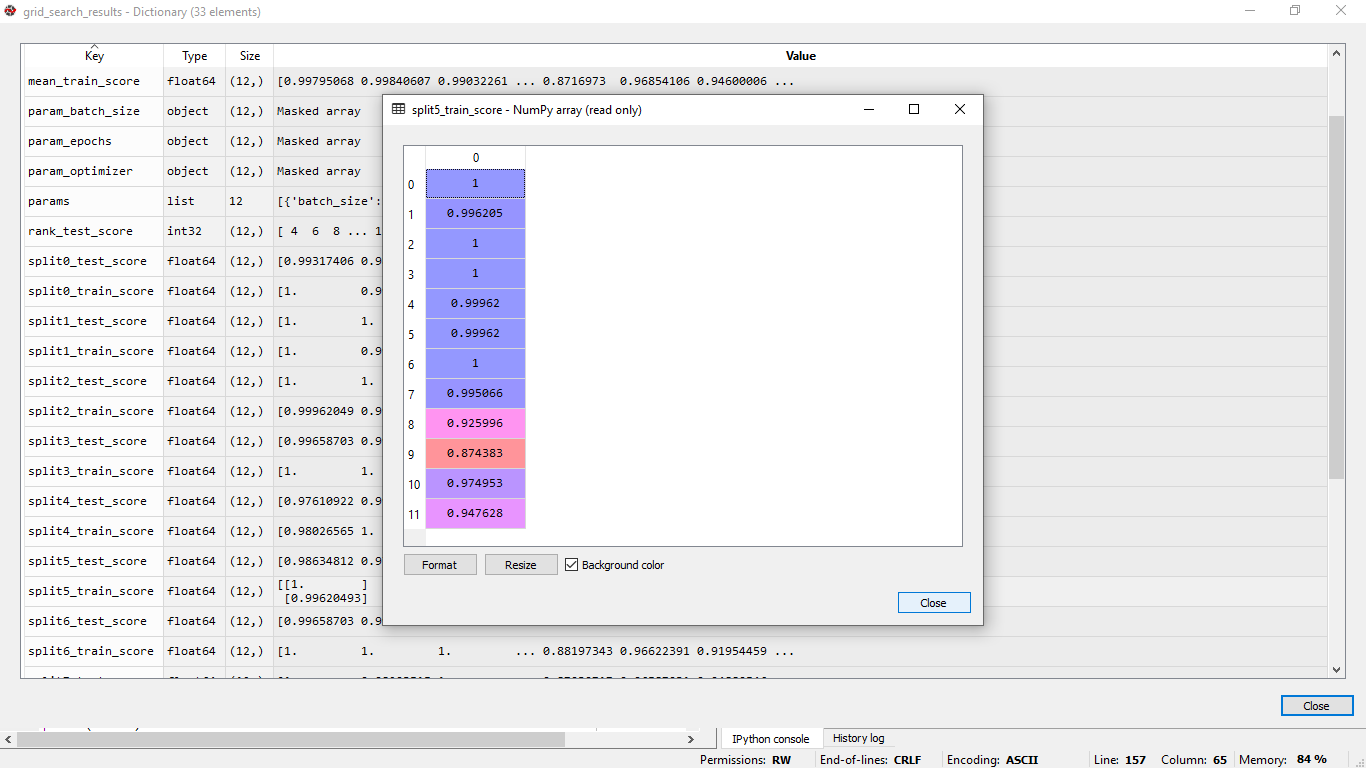 grid_search_results - Dictionary (33 elements)
Key Type Size Value
mean_train_score float64 (12,) [0.99795068 0.99840607 0.99032261 ... 0.8716973 0.96854106 0.94600006 ...
param_batch_size object (12,) Masked array
param_epochs object (12,) Masked array
param_optimizer object (12,) Masked array
params list 12 [{'batch_size':
rank_test_score int32 (12,) [ 4 6 8 ... 1
split0_test_score float64 (12,) [0.99317406 0.9
split0_train_score float64 (12,) [1. 0.9
split1_test_score float64 (12,) [1. 1.
split1_train_score float64 (12,) [1. 0.9
split2_test_score float64 (12,) [1. 1.
split2_train_score float64 (12,) [0.99962049 0.9
split3_test_score float64 (12,) [0.99658703 0.9
split3_train_score float64 (12,) [1. 1.
split4_test_score float64 (12,) [0.97610922 0.9
split4_train_score float64 (12,) [0.98026565 1.
split5_test_score float64 (12,) [0.98634812 0.9
split5_train_score float64 (12,) [[1. ]
[0.99620493]
split6_test_score float64 (12,) [0.99658703 0.9
split6_train_score float64 (12,) [1. 1. 1. ... 0.88197343 0.96622391 0.91954459 ...
split5_train_score - NumPy array (read only)
0
0 1
1 0.996205
2 1
3 1
4 0.99962
5 0.99962
6 1
7 0.995066
8 0.925996
9 0.874383
10 0.974953
11 0.947628
Format Resize Background color
Close
Close
IPython console History log
Permissions: RW End-of-lines: CRLF Encoding: ASCII Line: 157 Column: 65 Memory: 84 %